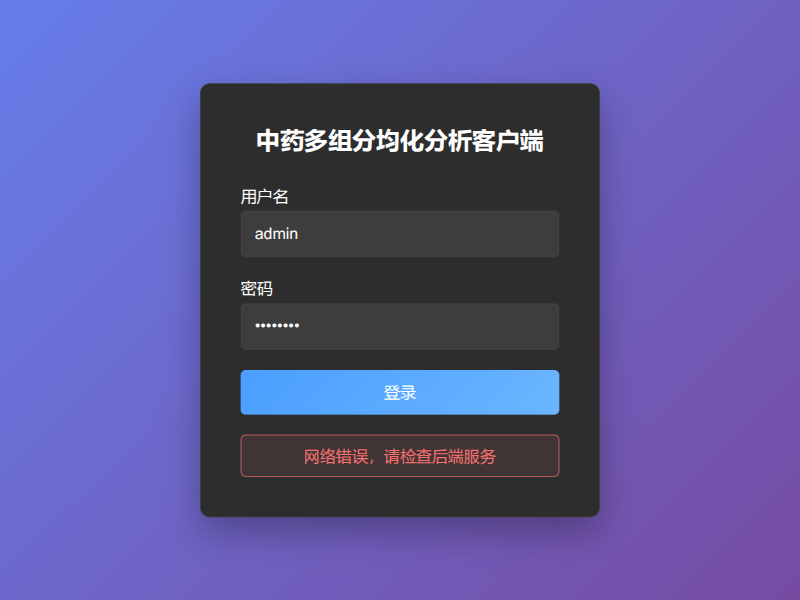 中药多组分均化分析客户端
用户名
admin
密码
••••••••
登录
网络错误，请检查后端服务